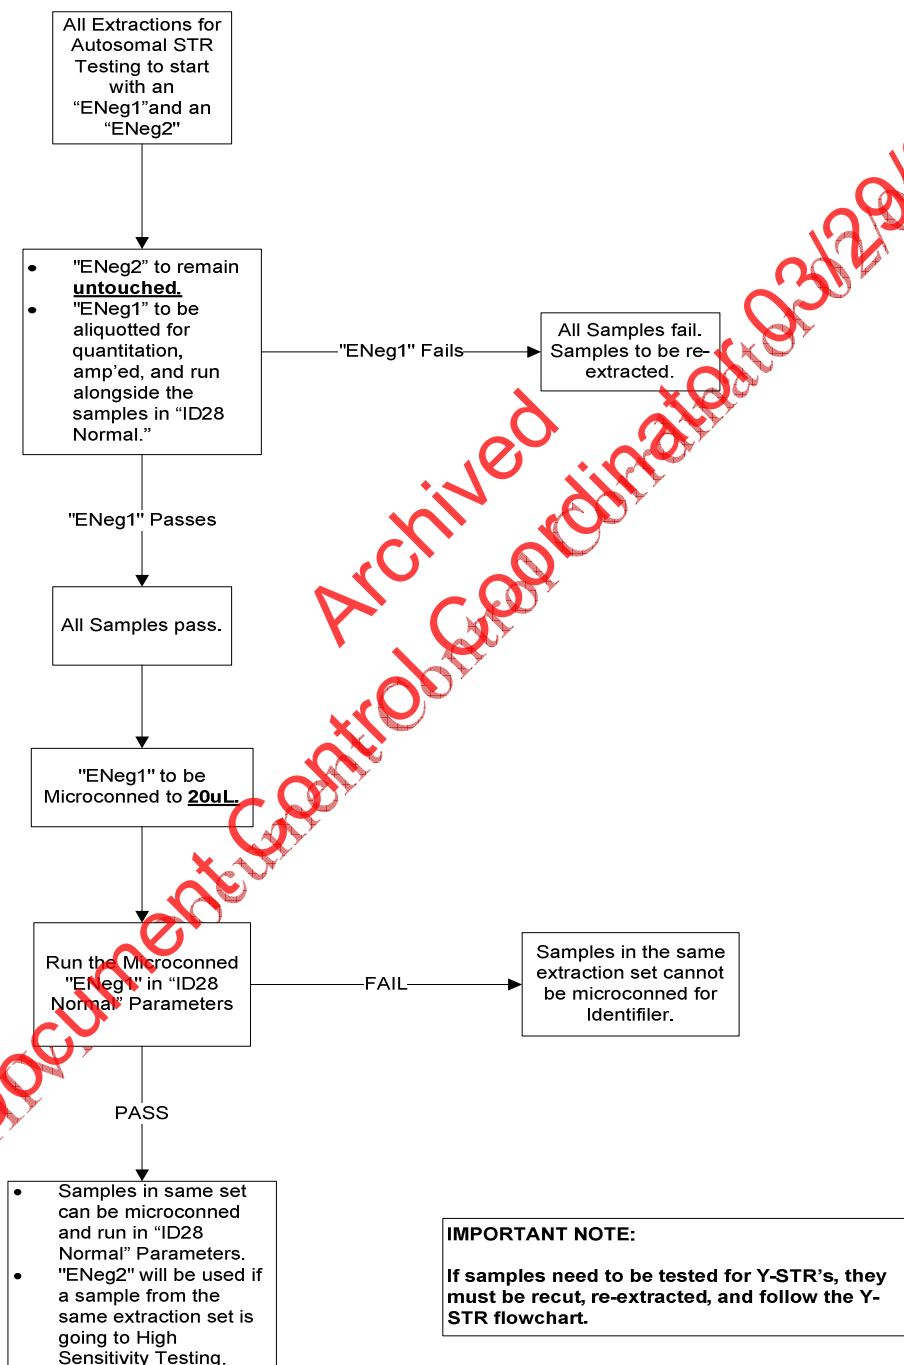 All Extractions for
Autosomal STR
Testing to start
with an
“ENeg1”and an
“ENeg2"
• "ENeg2” to remain
untouched.
• "ENeg1” to be
aliquotted for
quantitation,
amp’ed, and run
alongside the
samples in “ID28
Normal.”
"ENeg1" Fails
All Samples fail.
Samples to be re-
extracted.
"ENeg1" Passes
All Samples pass.
"ENeg1" to be
Microconned to 20uL.
Run the Microconned
"ENeg1" in “ID28
Normal” Parameters
FAIL
Samples in the same
extraction set cannot
be microconned for
Identifiler.
PASS
• Samples in same set
can be microconned
and run in “ID28
Normal” Parameters.
• "ENeg2” will be used if
a sample from the
same extraction set is
going to High
Sensitivity Testing.
IMPORTANT NOTE:
If samples need to be tested for Y-STR’s, they
must be recut, re-extracted, and follow the Y-
STR flowchart.
Archived
Document Control Coordinator 03/29/